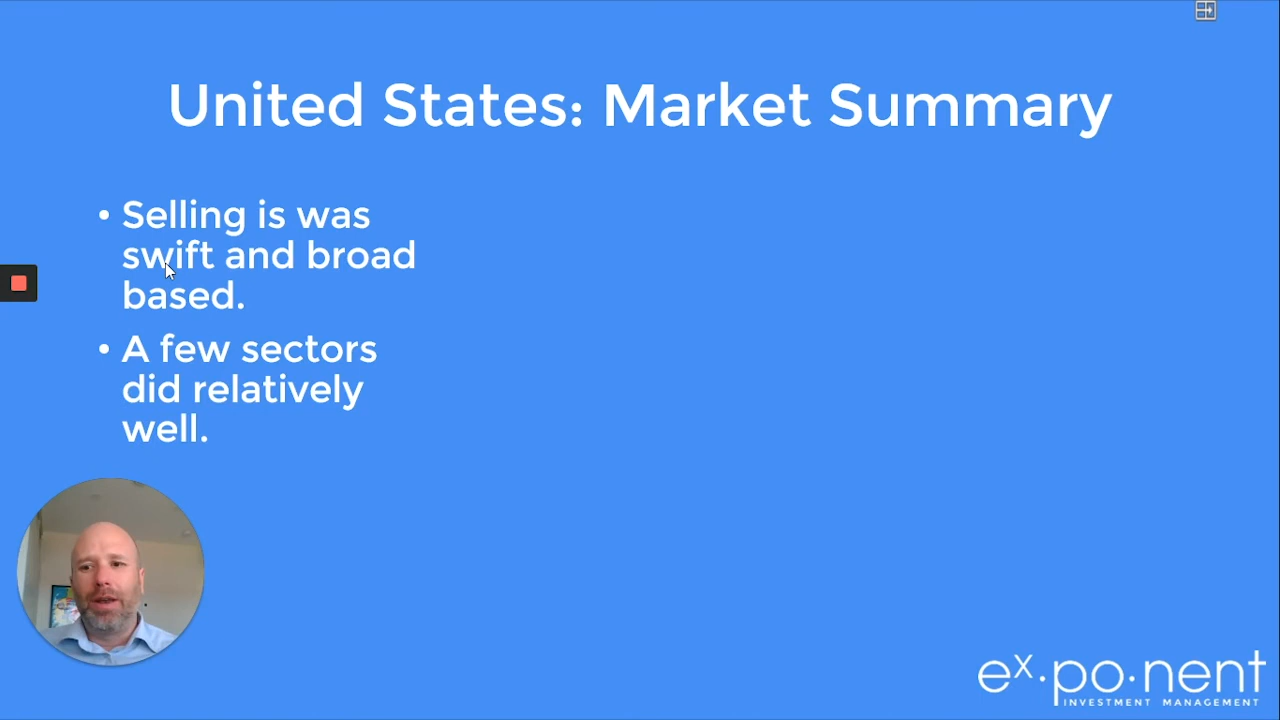 United States: Market Summary
• Selling is was
swift and broad
based.
• A few sectors
did relatively
well.
ex·po·nent
INVESTMENT MANAGEMENT